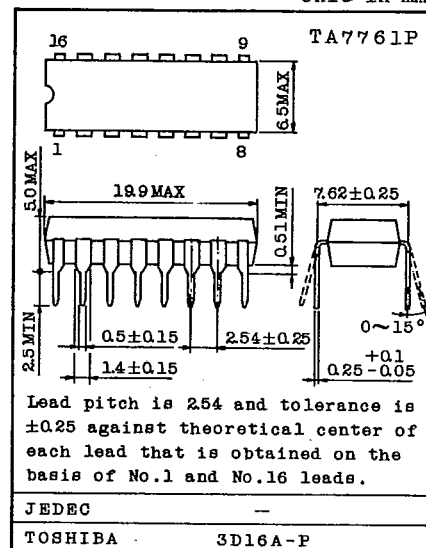 TA7761P
16
9
6.5MAX
1
8
5.0MAX
19.9MAX
0.51MIN
7.62±0.25
2.5MIN
0.5±0.15
2.54±0.25
1.4±0.15
0~15°
+0.1
0.25-0.05
Lead pitch is 2.54 and tolerance is
±0.25 against theoretical center of
each lead that is obtained on the
basis of No.1 and No.16 leads.
JEDEC —
TOSHIBA 3D16A-P